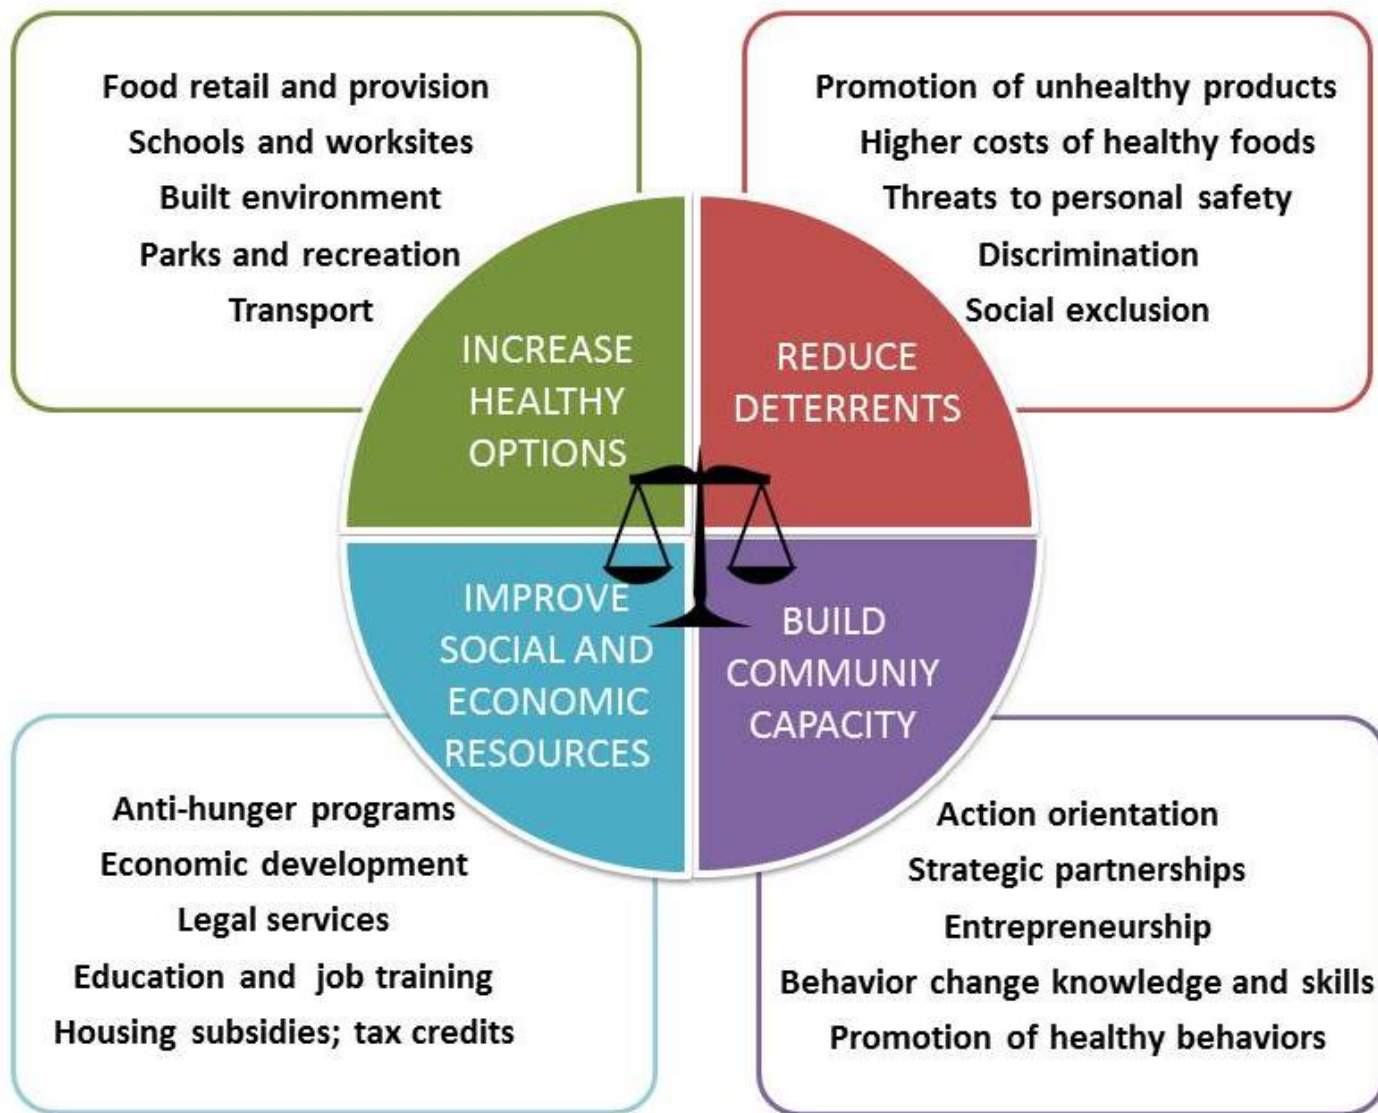 Food retail and provision
Schools and worksites
Built environment
Parks and recreation
Transport
Promotion of unhealthy products
Higher costs of healthy foods
Threats to personal safety
Discrimination
Social exclusion
INCREASE
HEALTHY
OPTIONS
REDUCE
DETERRENTS
IMPROVE
SOCIAL AND
ECONOMIC
RESOURCES
BUILD
COMMUNIY
CAPACITY
Anti-hunger programs
Economic development
Legal services
Education and job training
Housing subsidies; tax credits
Action orientation
Strategic partnerships
Entrepreneurship
Behavior change knowledge and skills
Promotion of healthy behaviors